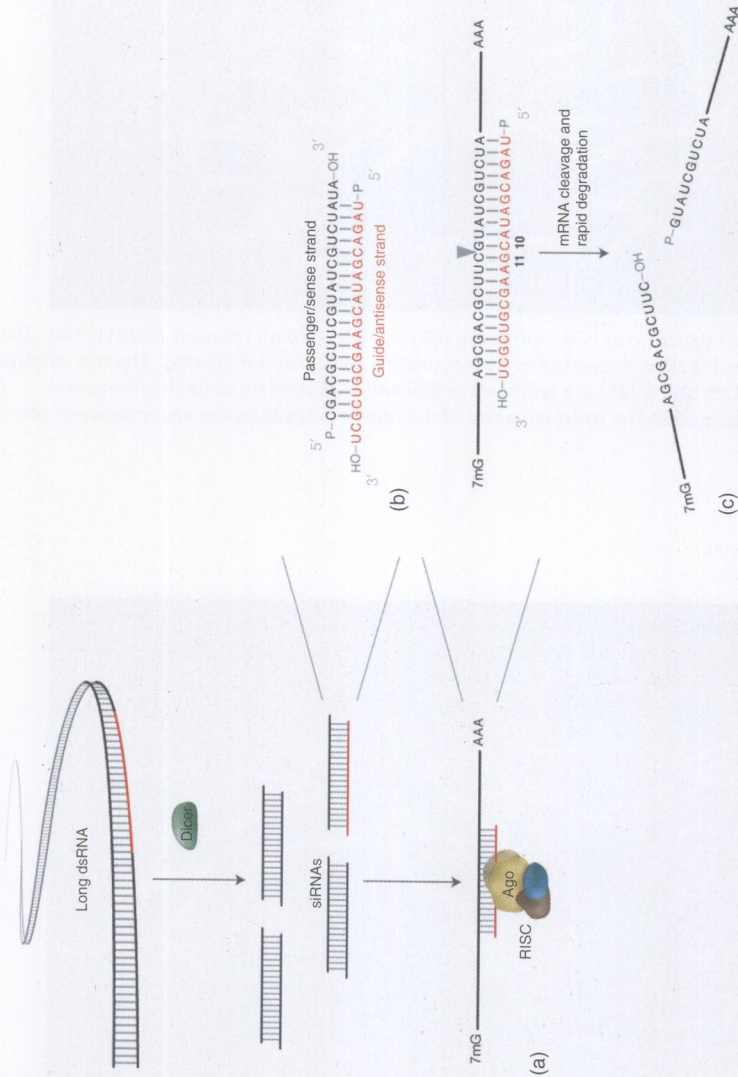 Long dsRNA
Dicer
siRNAs
7mG
AAA
Ago
RISC
(a)
Passenger/sense strand
5′
3′
P–CGACGCUUCGUAUCGUCUAUA–OH
HO–UCGCUGCGAAGCAUAGCAGAU–P
3′
5′
Guide/antisense strand
(b)
7mG AGCGACGCUUCGUAUCGUCUA AAA
HO–UCGCUGCGAAGCAUAGCAGAU–P
3′
11 10
5′
mRNA cleavage and
rapid degradation
7mG AGCGACGCUUC–OH
P–GUAUCGUCUA AAA
(c)